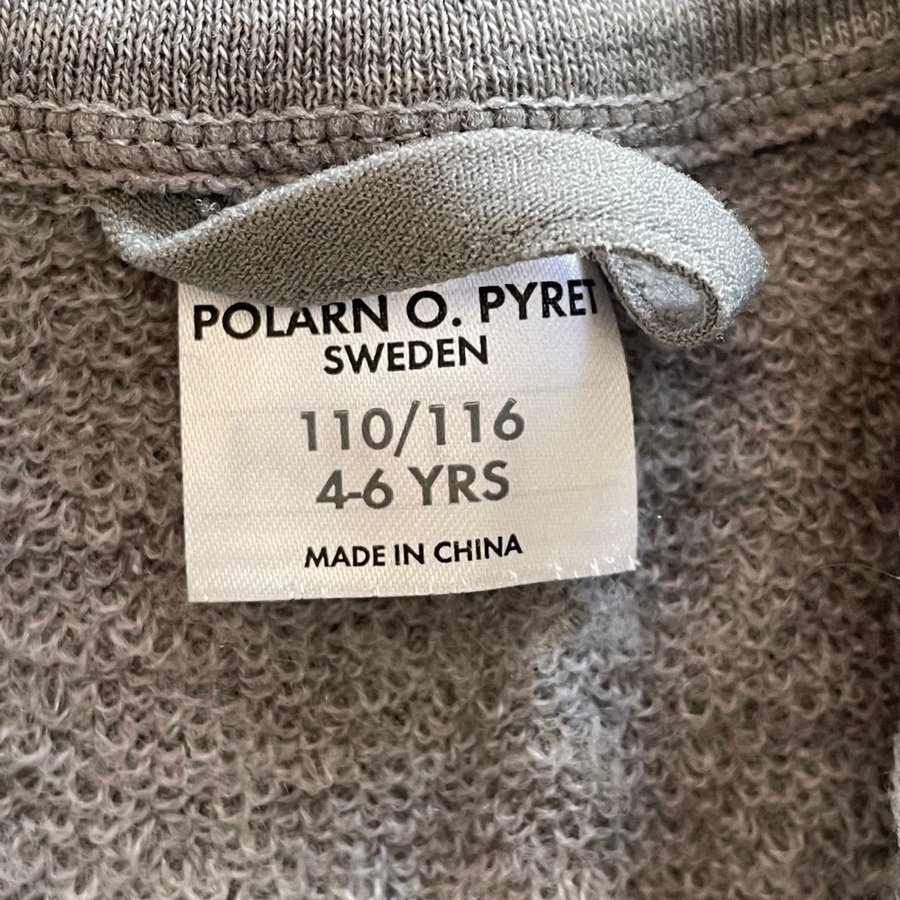 POLARN O. PYRET
SWEDEN
110/116
4-6 YRS
MADE IN CHINA